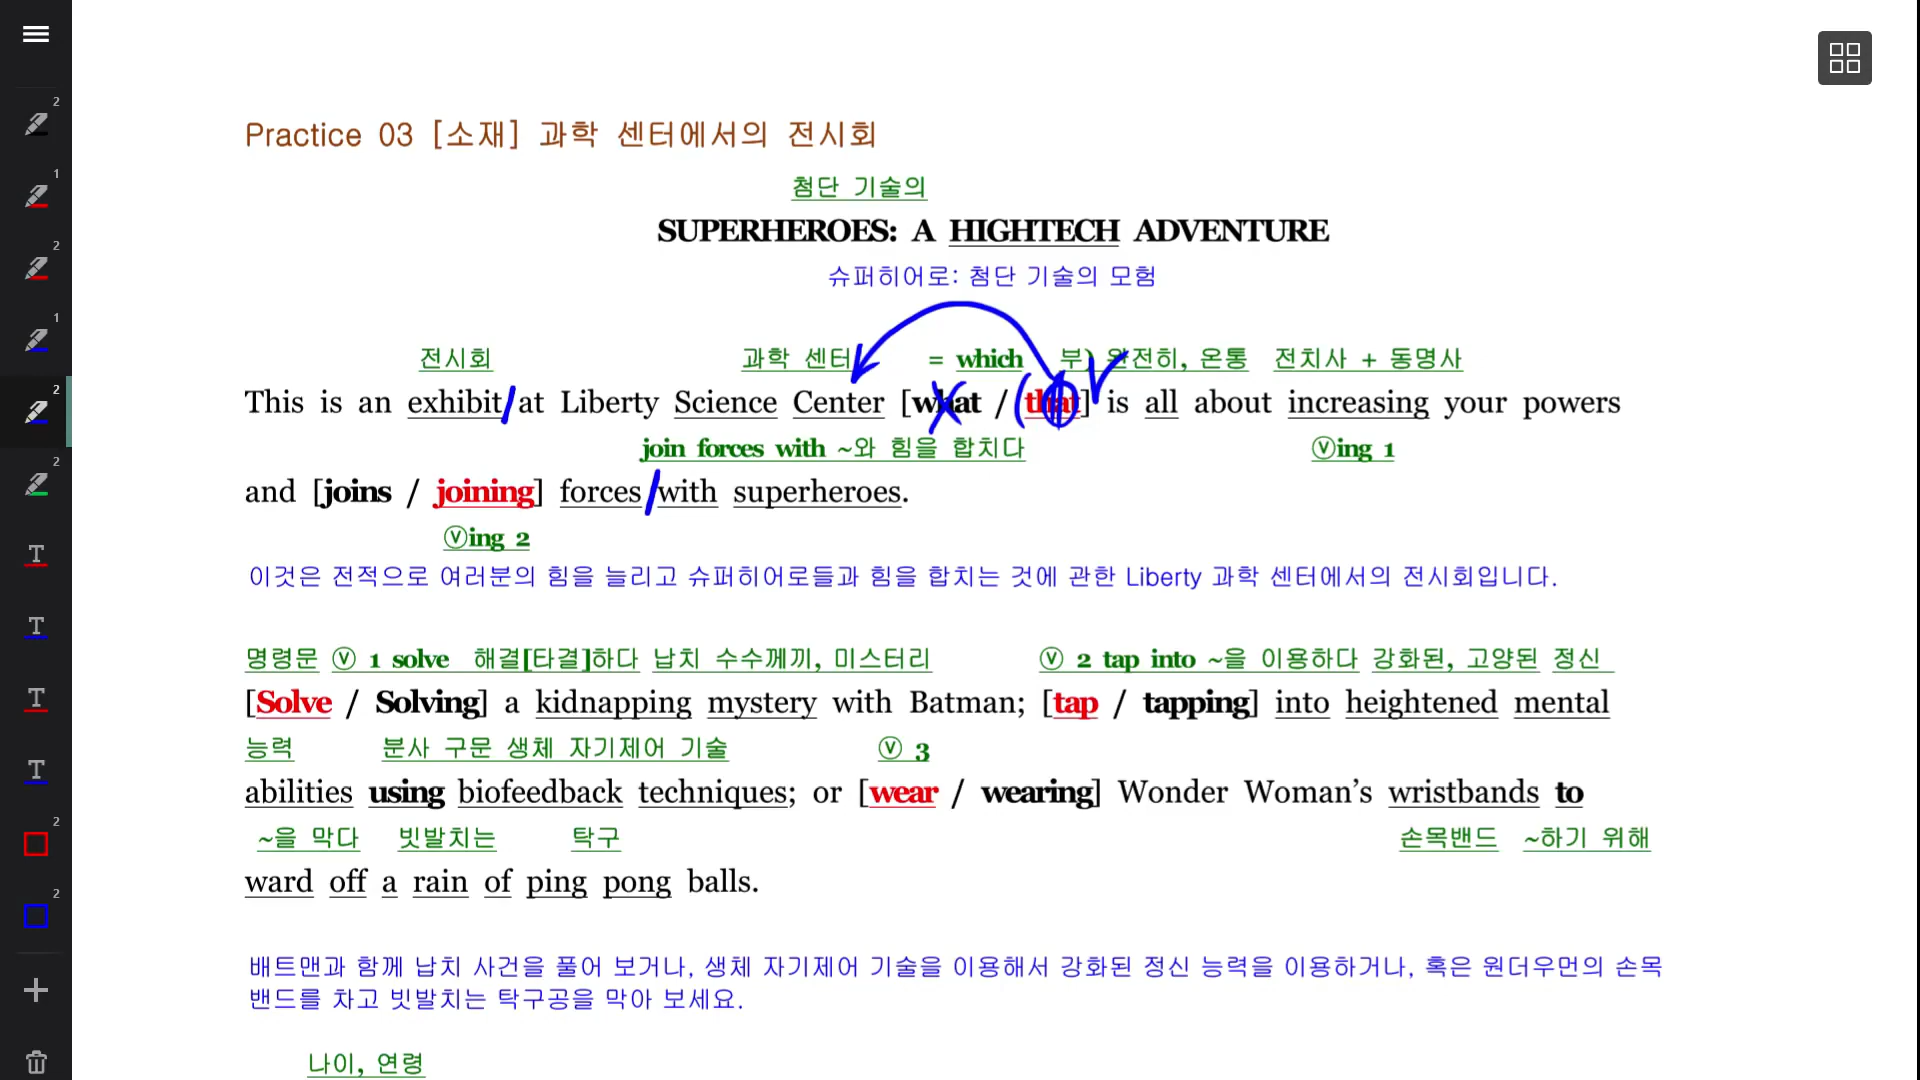 Practice 03 [소재] 과학 센터에서의 전시회
첨단 기술의
SUPERHEROES: A HIGHTECH ADVENTURE
슈퍼히어로: 첨단 기술의 모험
전시회 과학 센터 = which 부) 완전히, 온통 전치사 + 동명사
This is an exhibit at Liberty Science Center [what / that] is all about increasing your powers
join forces with ~와 힘을 합치다 ⓥing 1
and [joins / joining] forces with superheroes.
ⓥing 2
이것은 전적으로 여러분의 힘을 늘리고 슈퍼히어로들과 힘을 합치는 것에 관한 Liberty 과학 센터에서의 전시회입니다.
명령문 ⓥ 1 solve 해결[타결]하다 납치 수수께끼, 미스터리 ⓥ 2 tap into ~을 이용하다 강화된, 고양된 정신
[Solve / Solving] a kidnapping mystery with Batman; [tap / tapping] into heightened mental
능력 분사 구문 생체 자기제어 기술 ⓥ 3
abilities using biofeedback techniques; or [wear / wearing] Wonder Woman's wristbands to
~을 막다 빗발치는 탁구 손목밴드 ~하기 위해
ward off a rain of ping pong balls.
배트맨과 함께 납치 사건을 풀어 보거나, 생체 자기제어 기술을 이용해서 강화된 정신 능력을 이용하거나, 혹은 원더우먼의 손목
밴드를 차고 빗발치는 탁구공을 막아 보세요.
나이, 연령
2
1
2
1
2
2
T
T
T
T
2
2